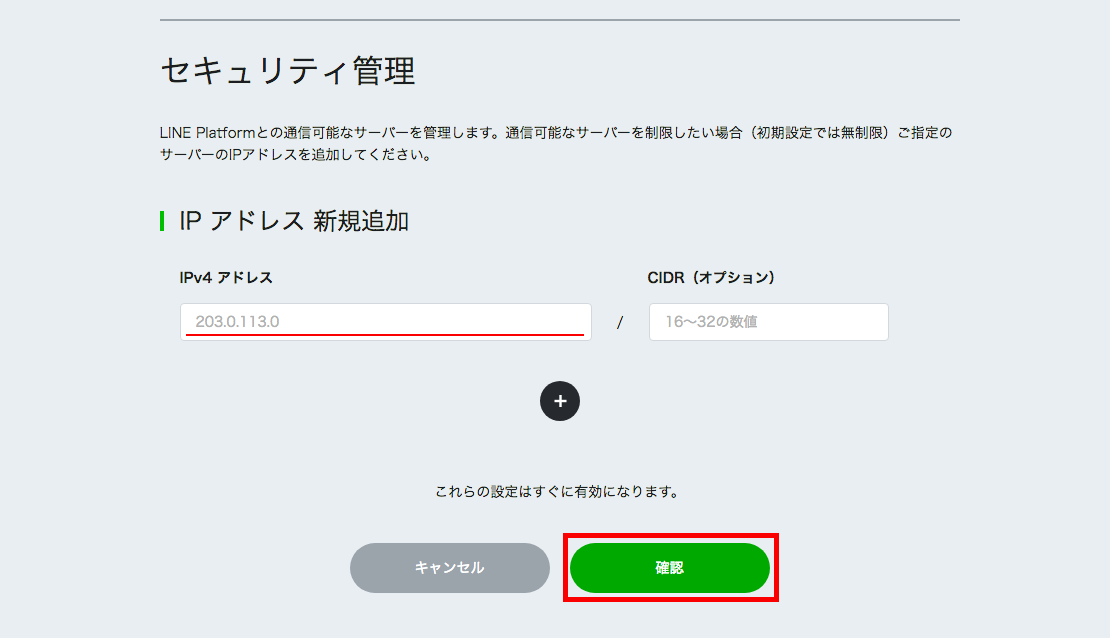 セキュリティ管理
LINE Platformとの通信可能なサーバーを管理します。通信可能なサーバーを制限したい場合（初期設定では無制限）ご指定の
サーバーのIPアドレスを追加してください。
IP アドレス 新規追加
IPv4 アドレス
CIDR（オプション）
203.0.113.0
/
16〜32の数値
+
これらの設定はすぐに有効になります。
キャンセル
確認